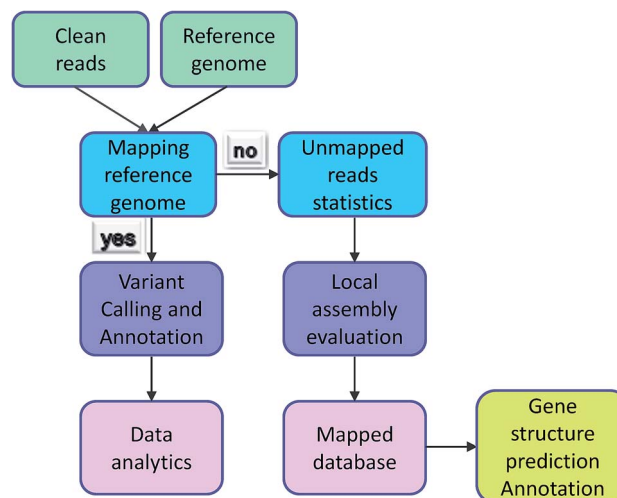 Clean
reads
Reference
genome
Mapping
reference
genome
no
Unmapped
reads
statistics
yes
Variant
Calling and
Annotation
Local
assembly
evaluation
Data
analytics
Mapped
database
Gene
structure
prediction
Annotation